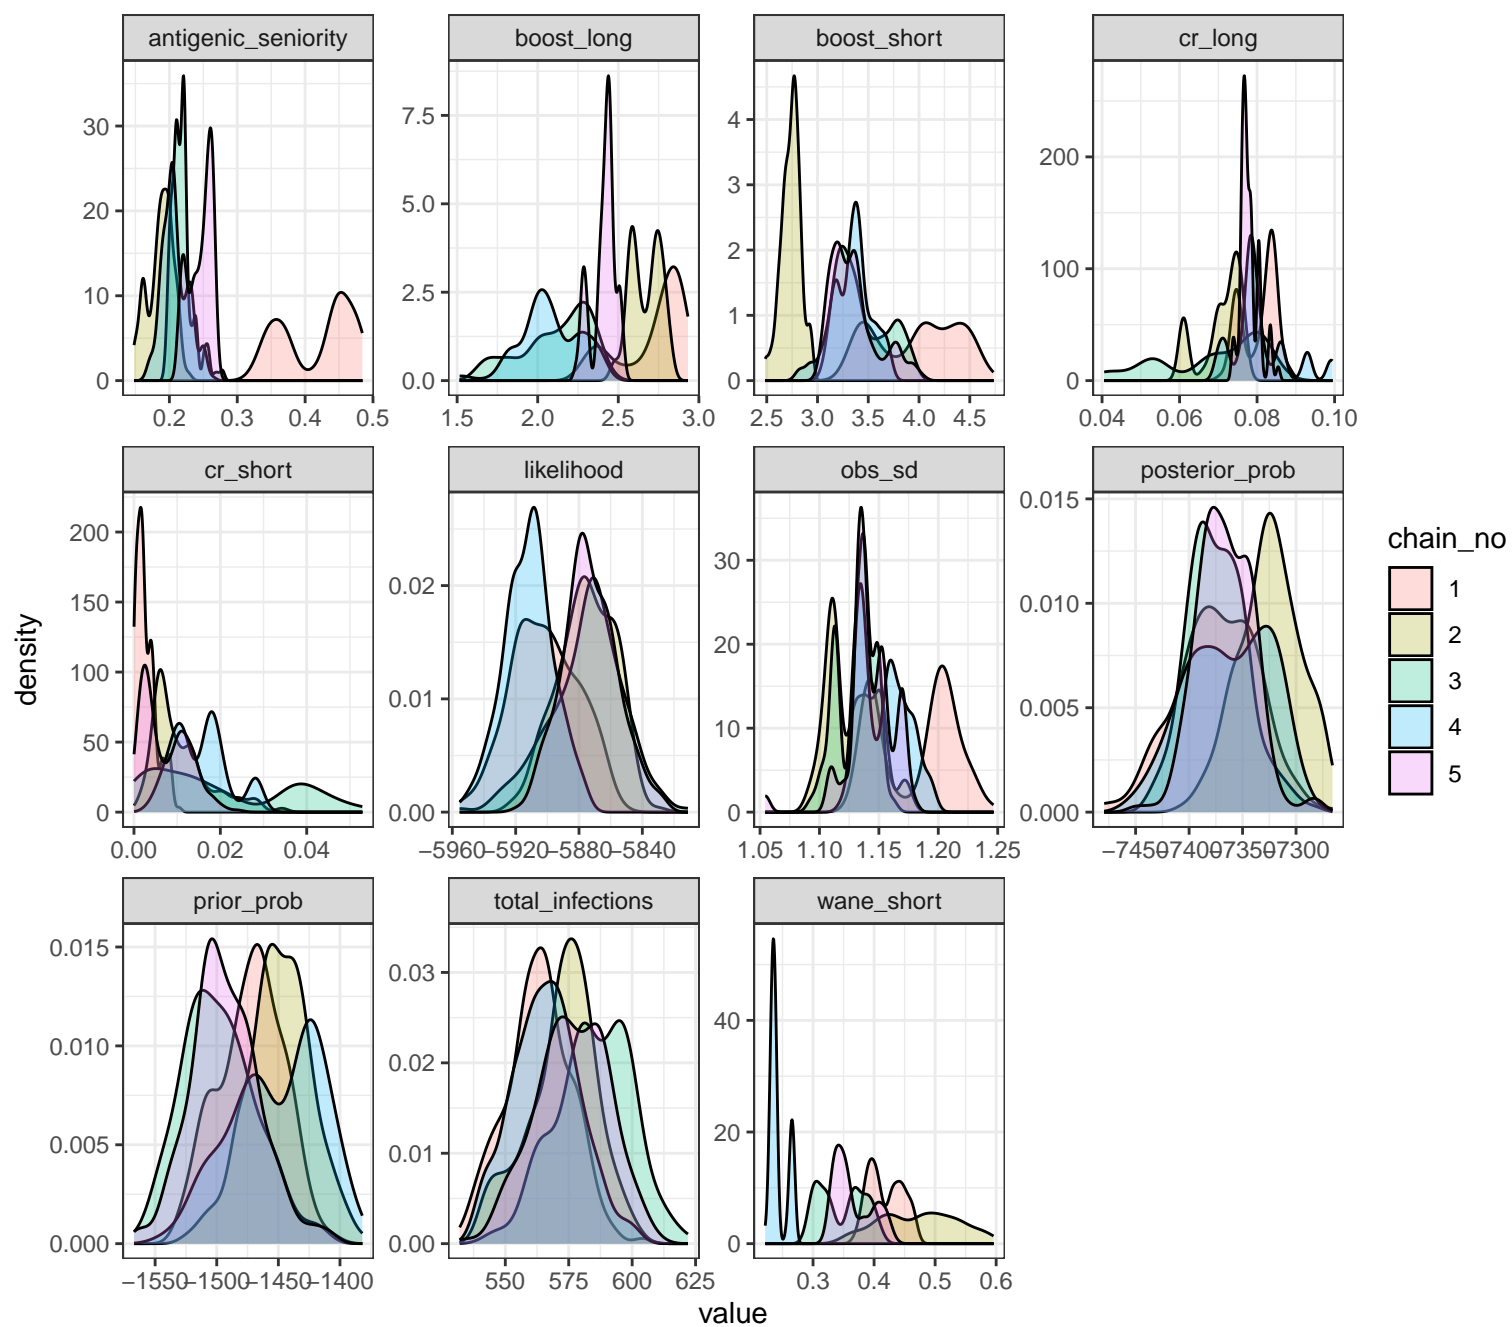 antigenic_seniority
boost_long
boost_short
cr_long
30
20
10
0
0.2 0.3 0.4 0.5
7.5
5.0
2.5
0.0
1.5 2.0 2.5 3.0
4
3
2
1
0
2.5 3.0 3.5 4.0 4.5
200
100
0
0.04 0.06 0.08 0.10
cr_short
likelihood
obs_sd
posterior_prob
200
150
100
50
0
0.00 0.02 0.04
0.02
0.01
0.00
−5960 −5920 −5880 −5840
30
20
10
0
1.05 1.10 1.15 1.20 1.25
0.015
0.010
0.005
0.000
−7450 −7400 −7350 −7300
prior_prob
total_infections
wane_short
0.015
0.010
0.005
0.000
−1550 −1500 −1450 −1400
0.03
0.02
0.01
0.00
550 575 600 625
40
20
0
0.3 0.4 0.5 0.6
density
value
chain_no
1
2
3
4
5